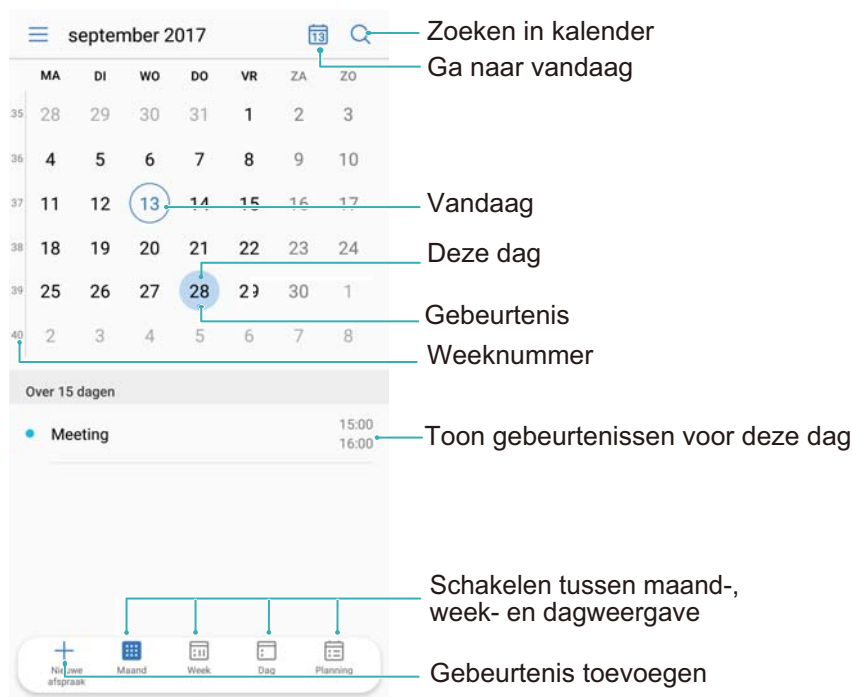 september 2017
13
Zoeken in kalender
Ga naar vandaag
MA DI WO DO VR ZA ZO
35 28 29 30 31 1 2 3
36 4 5 6 7 8 9 10
37 11 12 13 14 15 16 17
Vandaag
38 18 19 20 21 22 23 24
Deze dag
39 25 26 27 28 29 30 1
Gebeurtenis
40 2 3 4 5 6 7 8
Weeknummer
Over 15 dagen
Meeting
15:00
16:00
Toon gebeurtenissen voor deze dag
Schakelen tussen maand-,
week- en dagweergave
Nieuwe
afspraak
Maand
Week
Dag
Planning
Gebeurtenis toevoegen